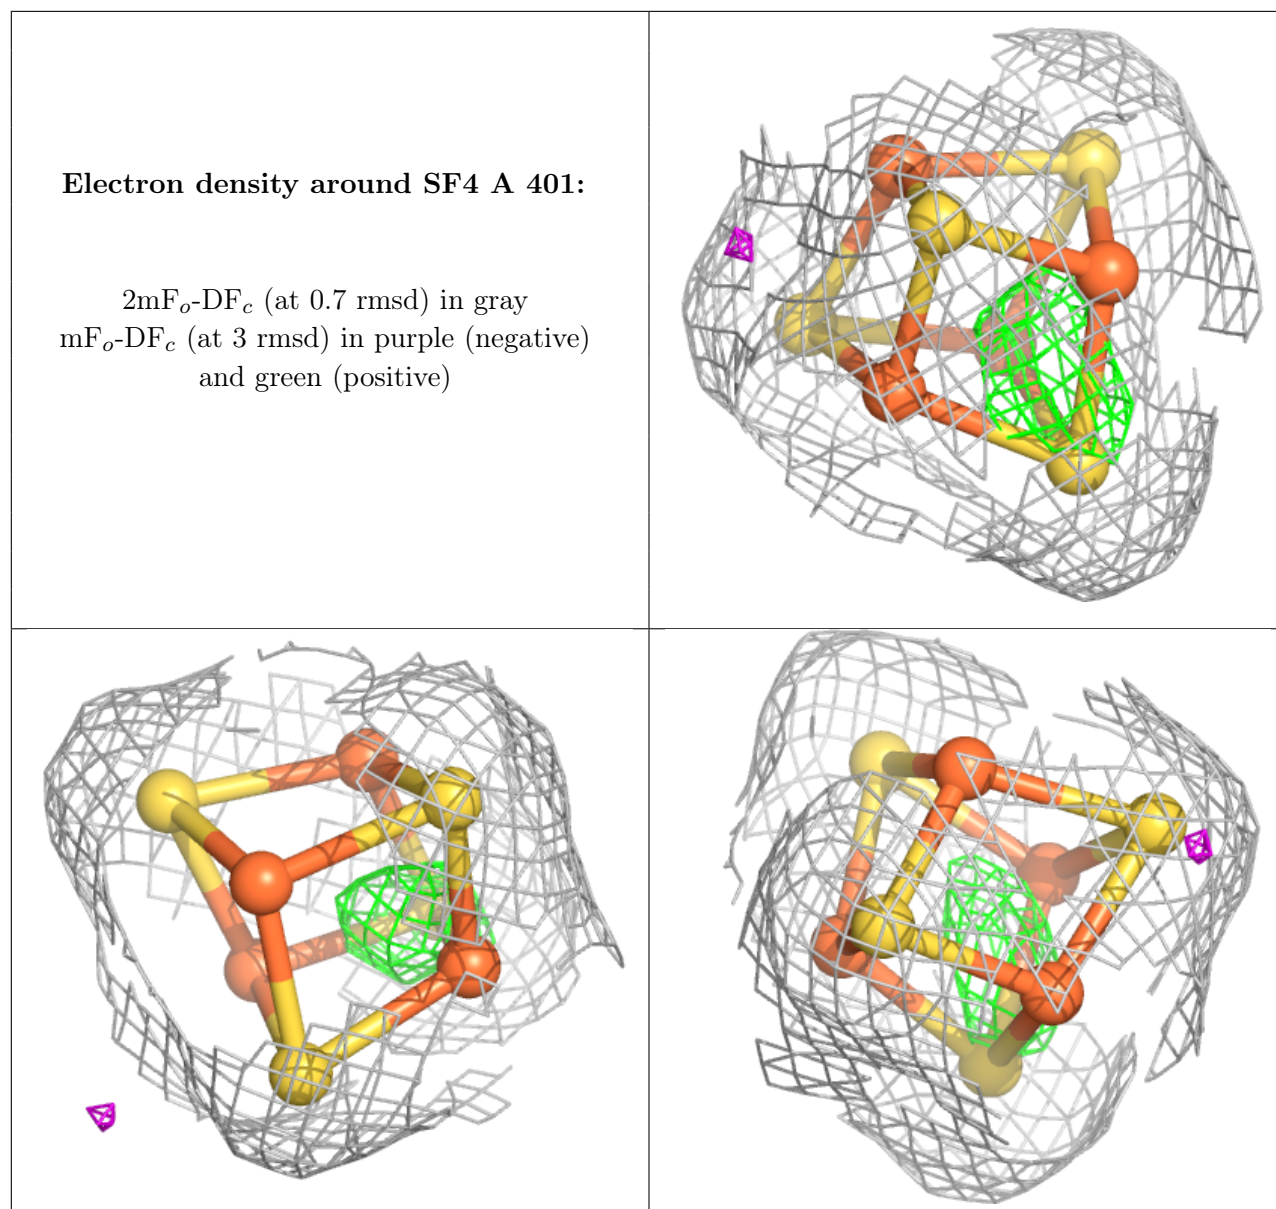 Electron density around SF4 A 401:
2mFo-DFc (at 0.7 rmsd) in gray
mFo-DFc (at 3 rmsd) in purple (negative)
and green (positive)